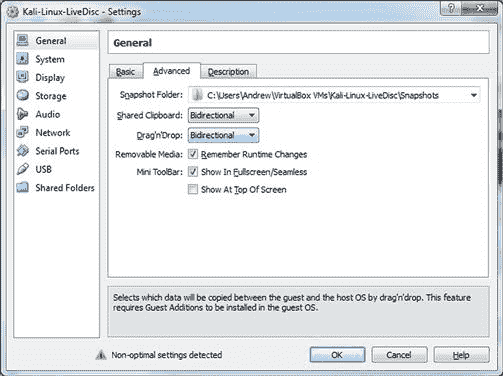 Kali-Linux-LiveDisc - Settings
General
System
Display
Storage
Audio
Network
Serial Ports
USB
Shared Folders
General
Basic Advanced Description
Snapshot Folder: C:\Users\Andrew\VirtualBox VMs\Kali-Linux-LiveDisc\Snapshots
Shared Clipboard: Bidirectional
Drag'n'Drop: Bidirectional
Removable Media: Remember Runtime Changes
Mini ToolBar: Show In Fullscreen/Seamless
Show At Top Of Screen
Selects which data will be copied between the guest and the host OS by drag'n'drop. This feature
requires Guest Additions to be installed in the guest OS.
Non-optimal settings detected
OK Cancel Help